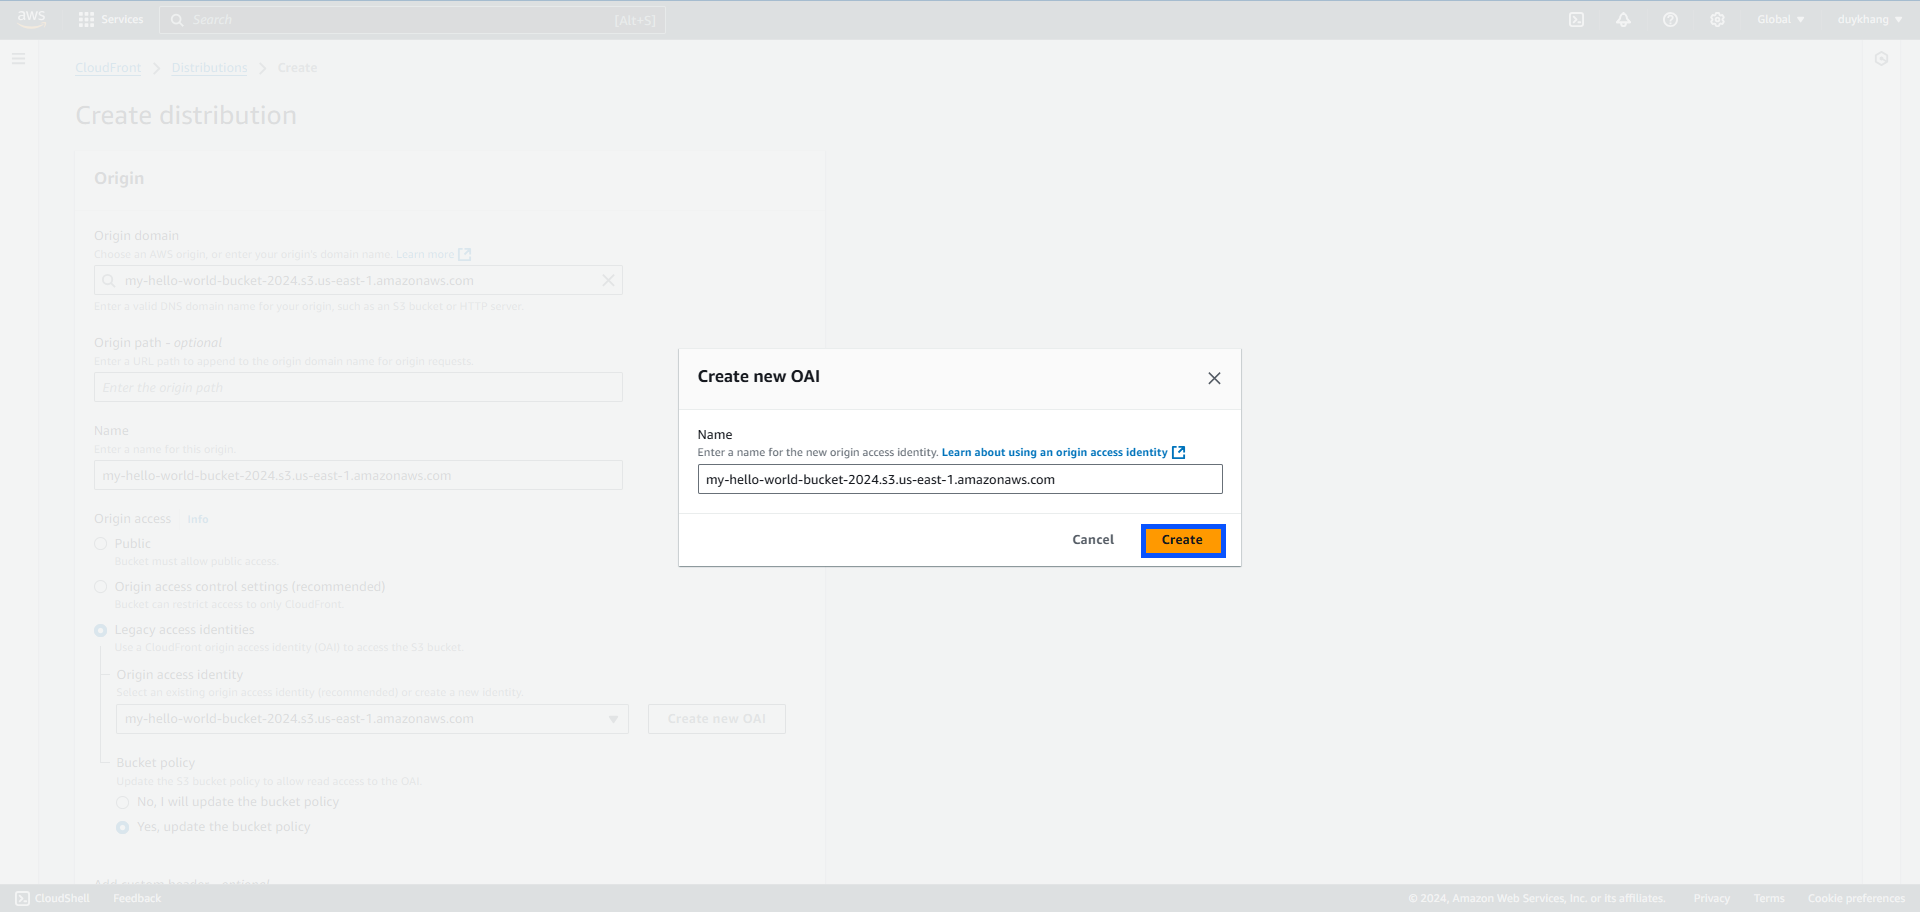 aws
Services
Search
[Alt+S]
Global
duykhang
CloudFront
Distributions
Create
Create distribution
Origin
Origin domain
Choose an AWS origin, or enter your origin's domain name. Learn more
my-hello-world-bucket-2024.s3.us-east-1.amazonaws.com
Enter a valid DNS domain name for your origin, such as an S3 bucket or HTTP server.
Origin path - optional
Enter a URL path to append to the origin domain name for origin requests.
Enter the origin path
Name
Enter a name for this origin.
my-hello-world-bucket-2024.s3.us-east-1.amazonaws.com
Origin access
Info
Public
Bucket must allow public access.
Origin access control settings (recommended)
Bucket can restrict access to only CloudFront.
Legacy access identities
Use a CloudFront origin access identity (OAI) to access the S3 bucket.
Origin access identity
Select an existing origin access identity (recommended) or create a new identity.
my-hello-world-bucket-2024.s3.us-east-1.amazonaws.com
Create new OAI
Bucket policy
Update the S3 bucket policy to allow read access to the OAI.
No, I will update the bucket policy
Yes, update the bucket policy
Add custom header - optional
Create new OAI
Name
Enter a name for the new origin access identity. Learn about using an origin access identity
my-hello-world-bucket-2024.s3.us-east-1.amazonaws.com
Cancel
Create
CloudShell
Feedback
© 2024, Amazon Web Services, Inc. or its affiliates.
Privacy
Terms
Cookie preferences